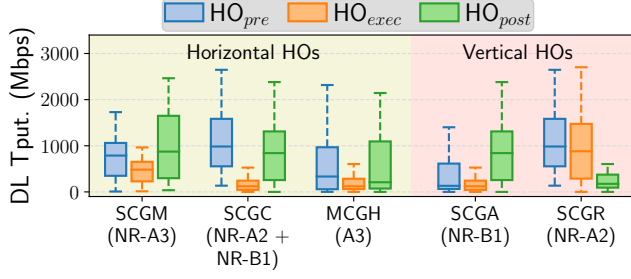 HOpre HOexec HOpost
Horizontal HOs Vertical HOs
DL Tput. (Mbps)
3000
2000
1000
0
SCGM SCGC MCGH SCGA SCGR
(NR-A3) (NR-A2 + (A3) (NR-B1) (NR-A2)
NR-B1)